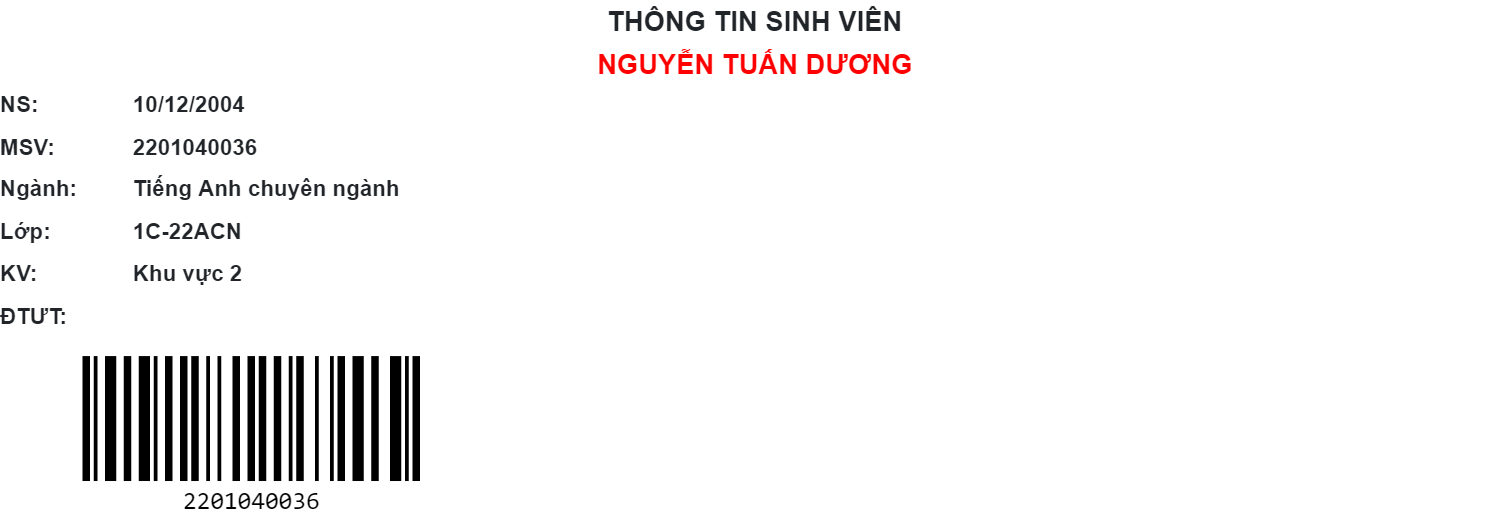 THÔNG TIN SINH VIÊN
NGUYỄN TUẤN DƯƠNG
NS: 10/12/2004
MSV: 2201040036
Ngành: Tiếng Anh chuyên ngành
Lớp: 1C-22ACN
KV: Khu vực 2
ĐTƯT:
2201040036